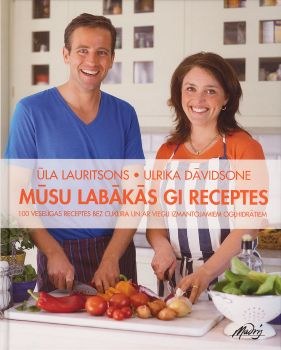 ŪLA LAURITSONS • ULRIKA DĀVIDSONE
MŪSU LABĀKĀS GI RECEPTES
100 VESELĪGAS RECEPTES BEZ CUKURA UN AR VIEGLI IZMANTOJAMIEM OGĻHIDRĀTIEM
Madris